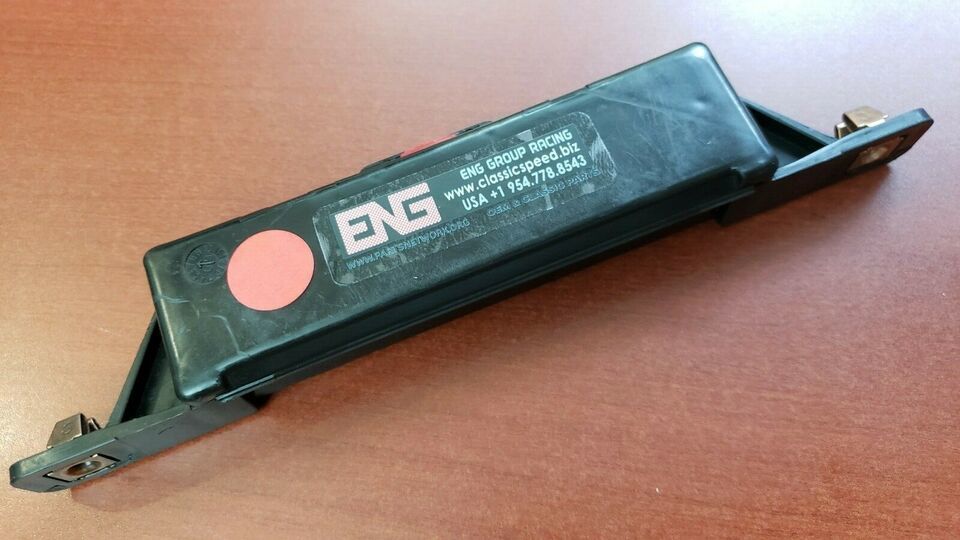 ENG
ENG GROUP RACING
www.classicspeed.biz
USA +1 954.778.8543
WWW.PARTSNETWORK.ORG
OEM & CLASSIC PARTS